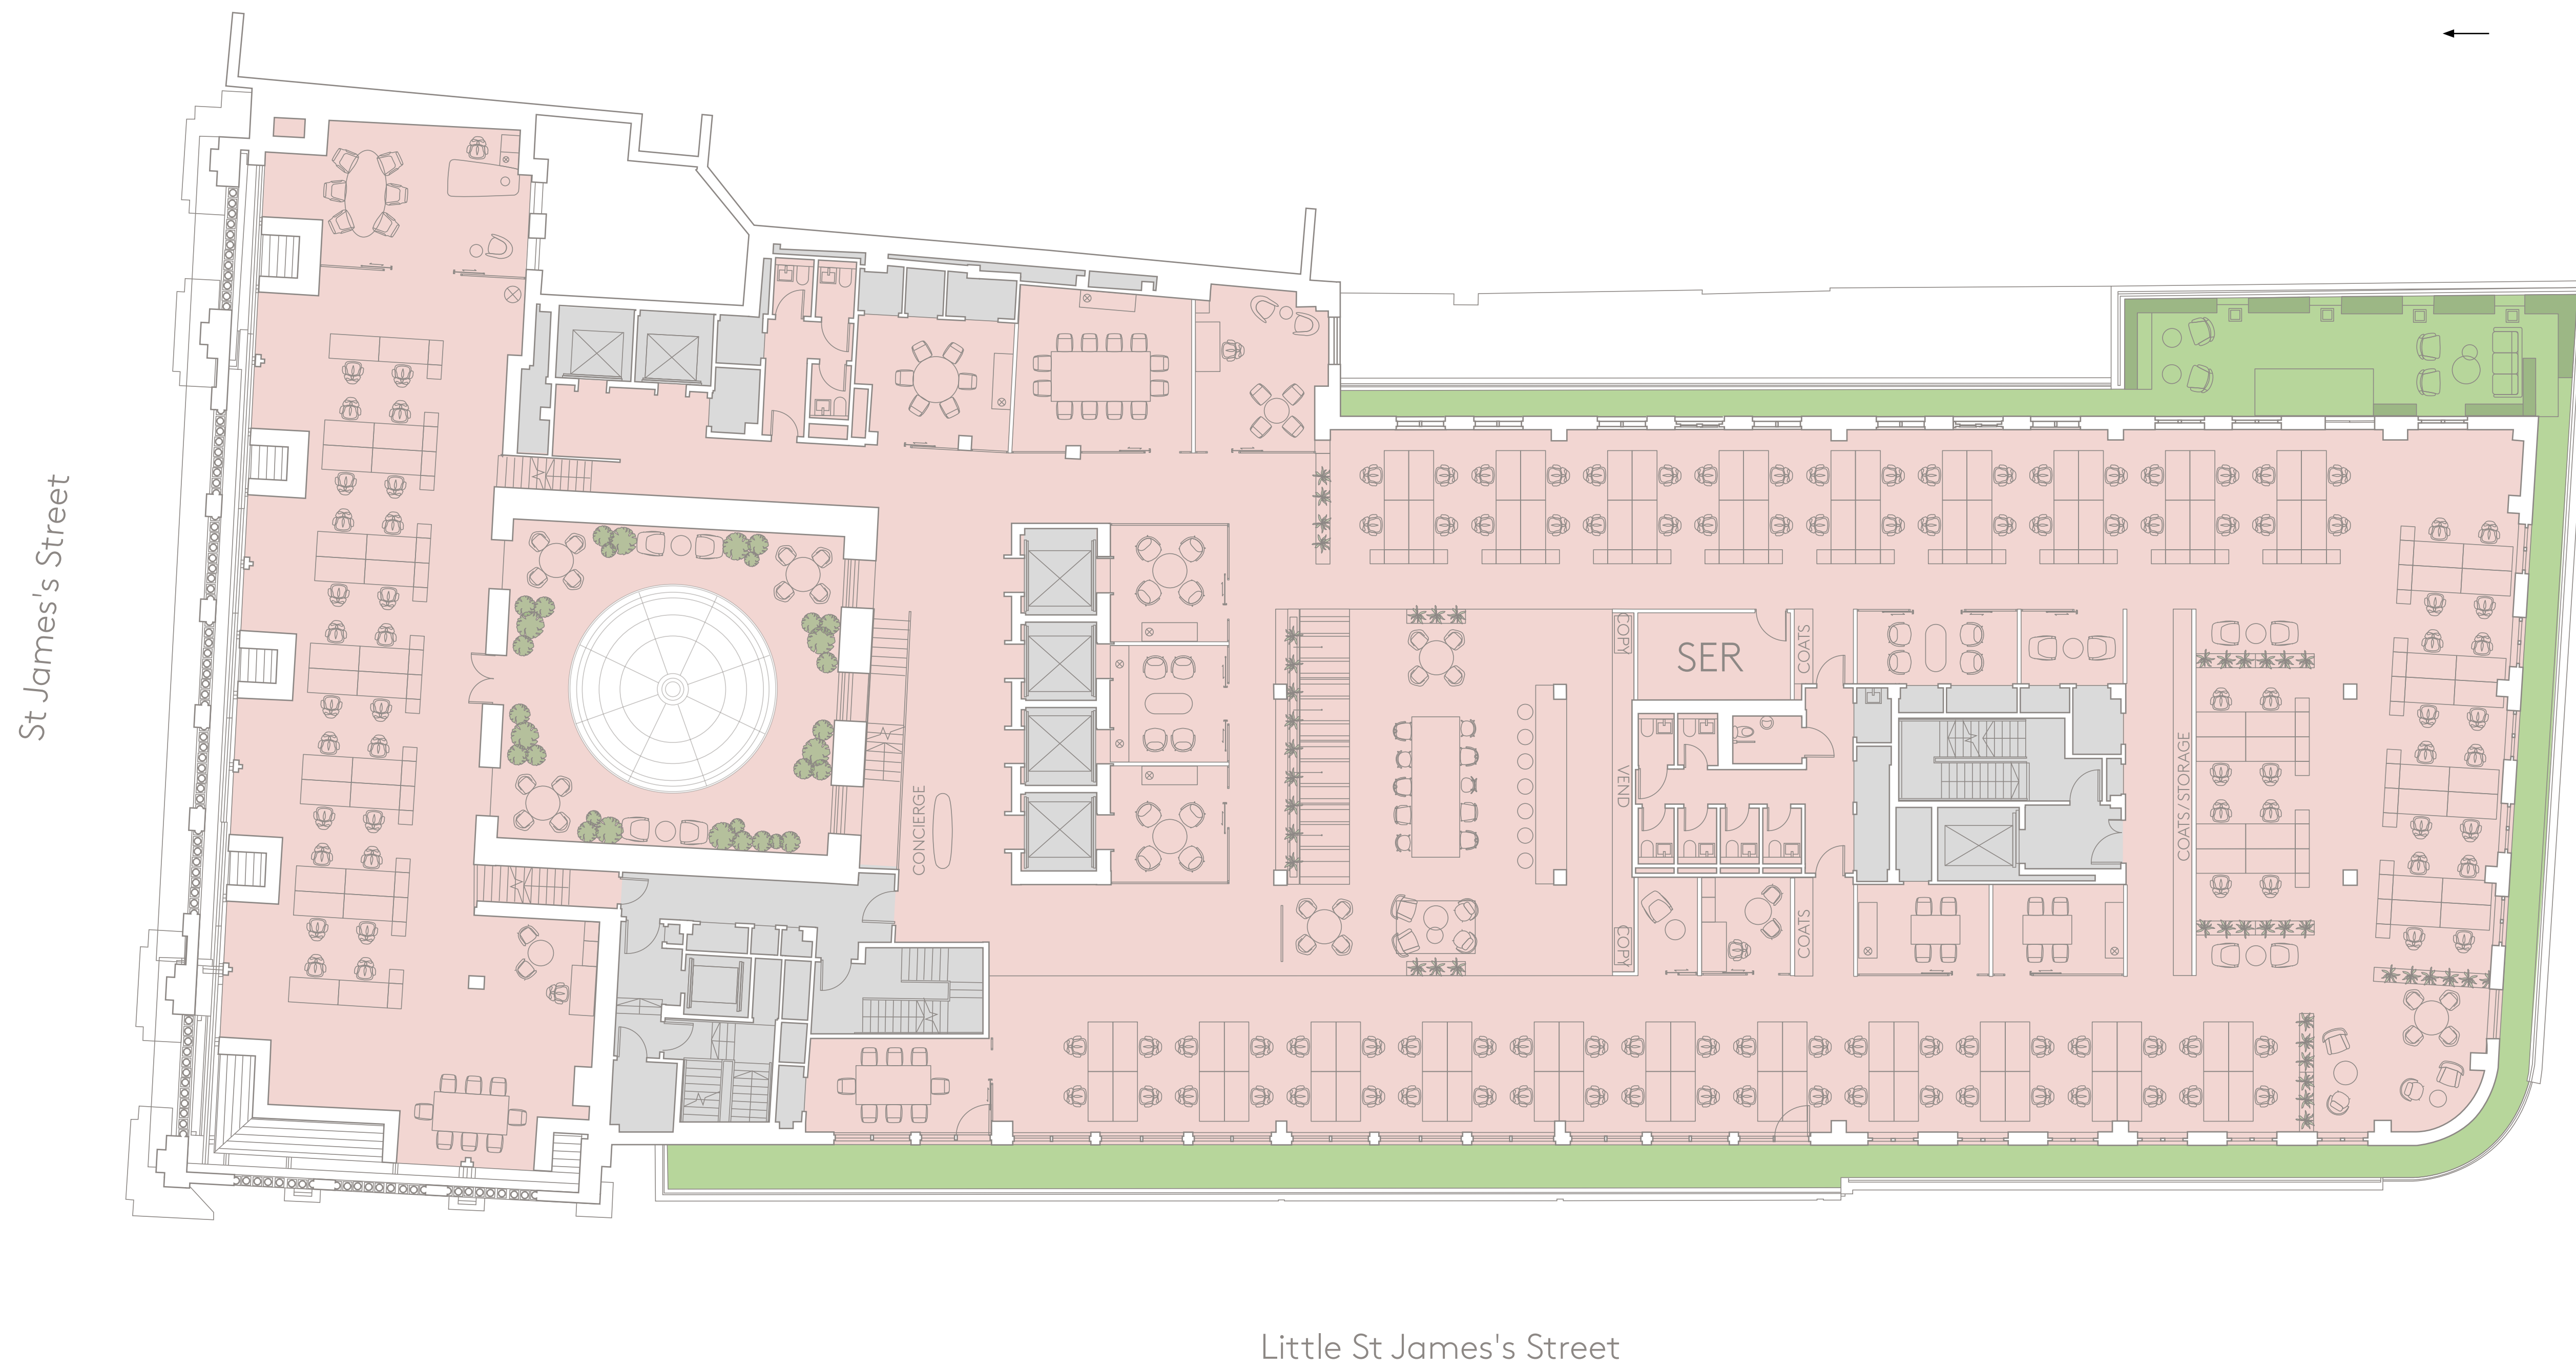 St James's Street
CONCIERGE
COPY
SER
COATS
VEND
COATS / STORAGE
COPY
COATS
Little St James's Street